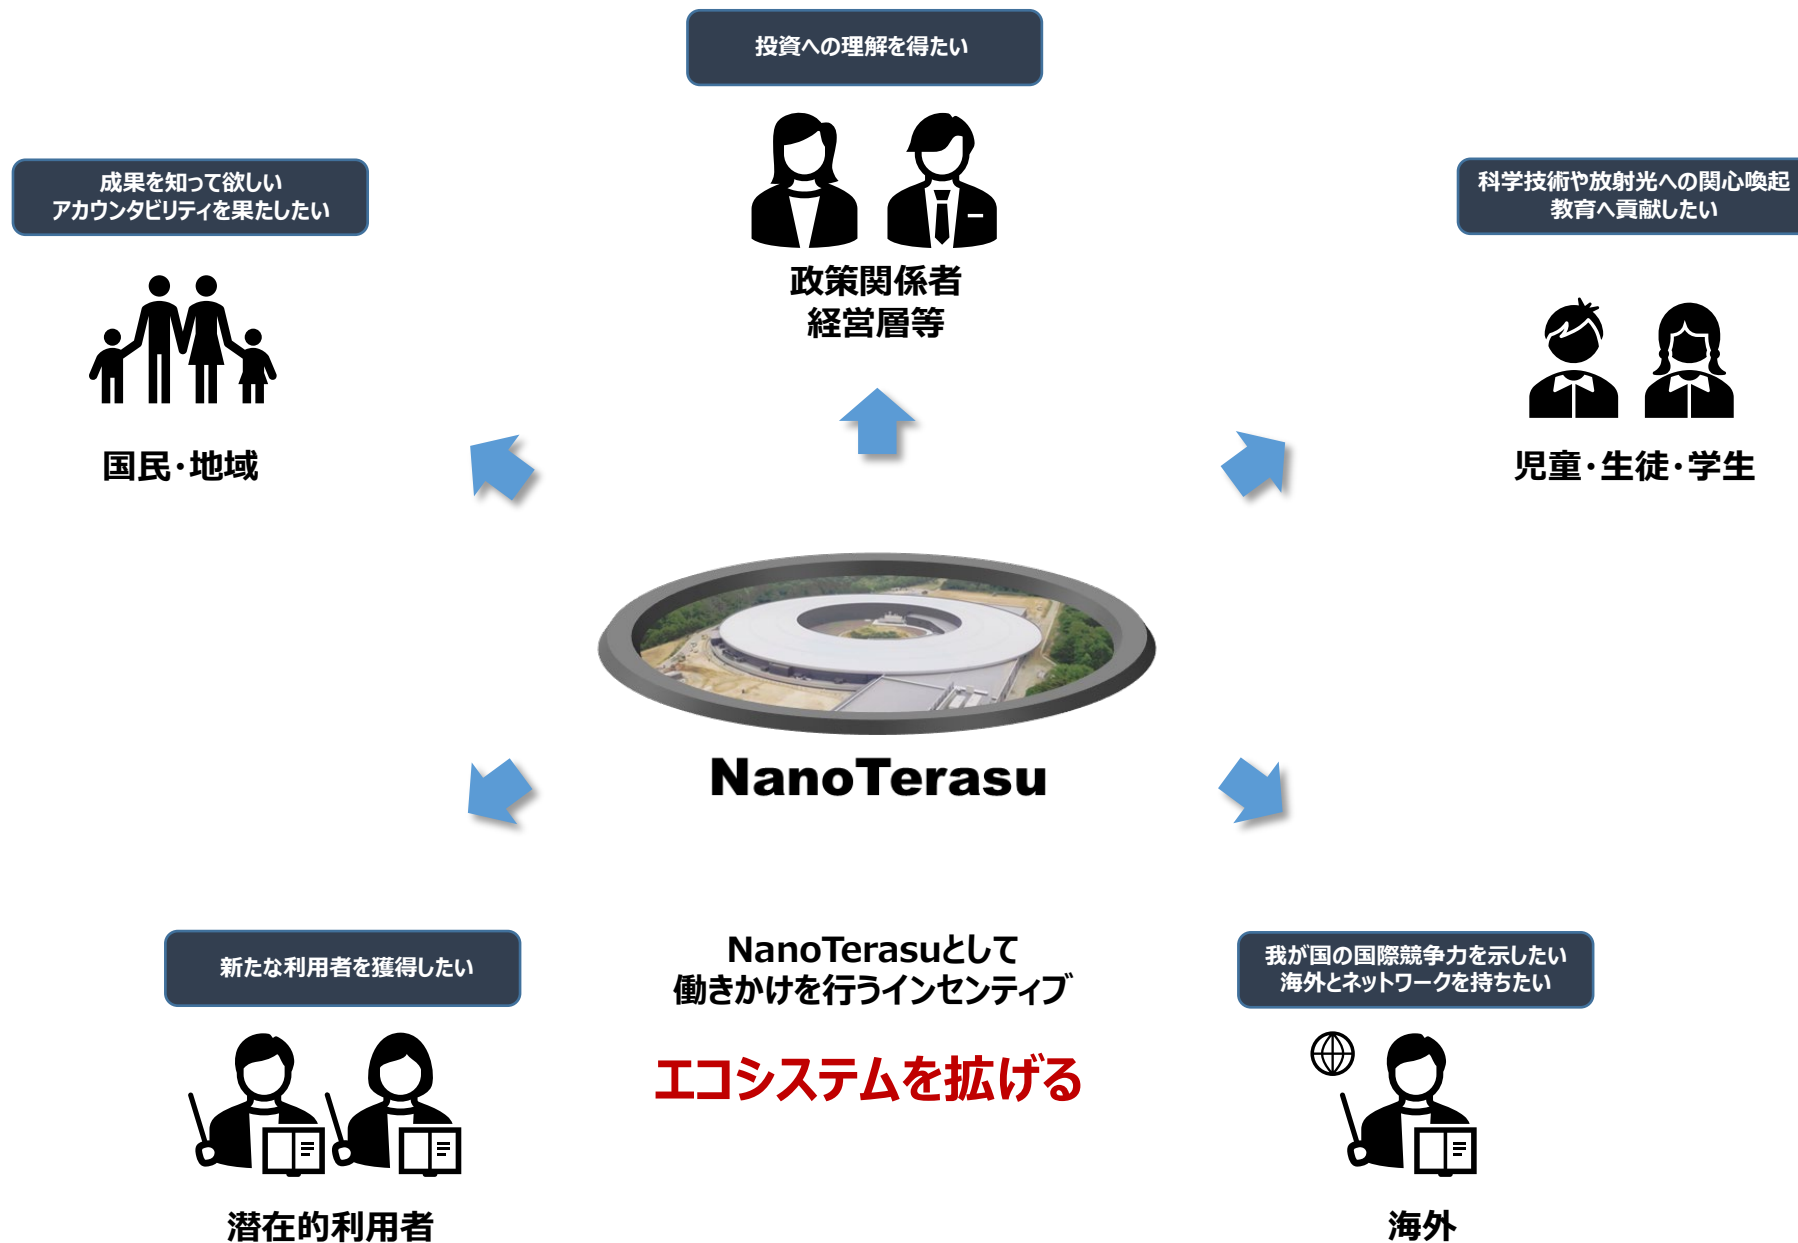 投資への理解を得たい
政策関係者
経営層等
成果を知って欲しい
アカウンタビリティを果たしたい
国民・地域
科学技術や放射光への関心喚起
教育へ貢献したい
児童・生徒・学生
NanoTerasu
新たな利用者を獲得したい
潜在的利用者
NanoTerasuとして
働きかけを行うインセンティブ
エコシステムを拡げる
我が国の国際競争力を示したい
海外とネットワークを持ちたい
海外